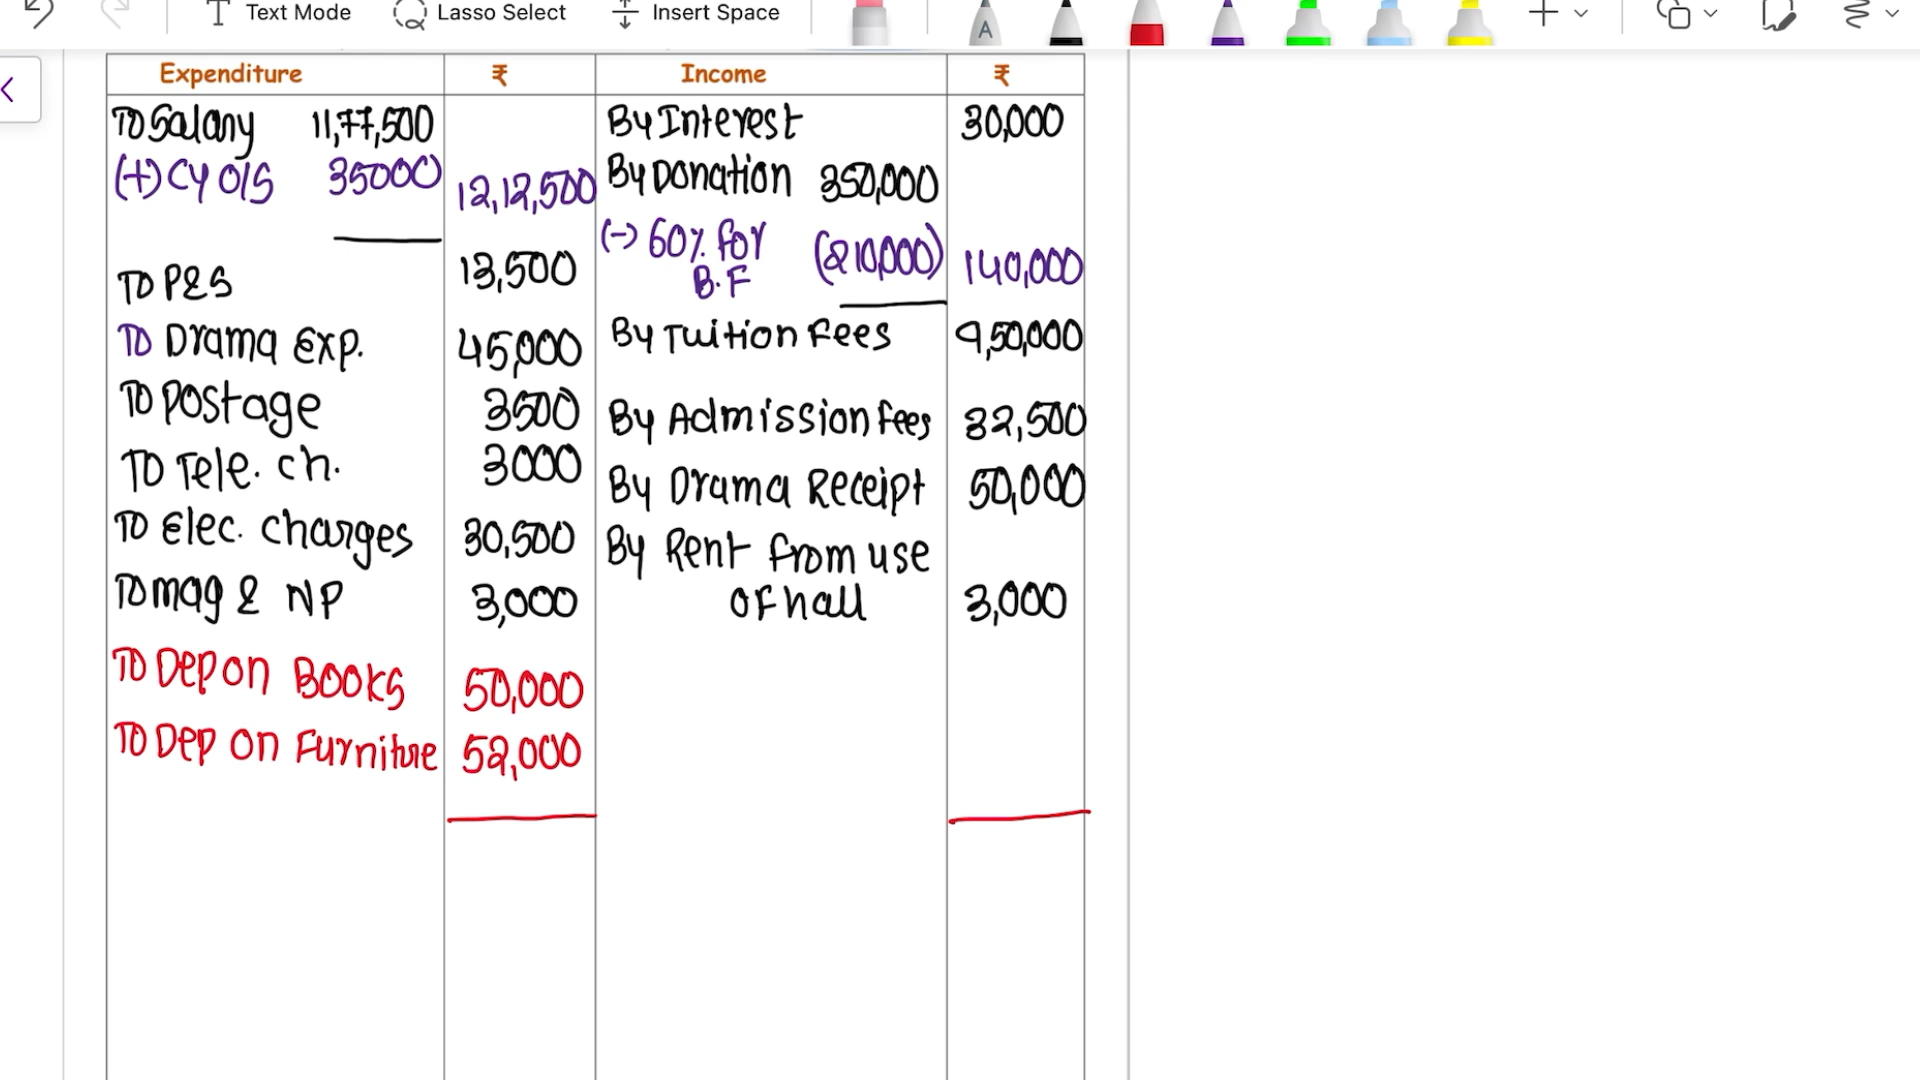 Text Mode Lasso Select Insert Space
A
Expenditure ₹ Income ₹
To Salary 11,77,500
(+) CY O/S 35000 12,12,500
To P&S 13,500
To Drama Exp. 45,000
To Postage 3500
To Tele. ch. 3000
To Elec. charges 30,500
To mag & NP 3,000
To Dep on Books 50,000
To Dep on Furniture 52,000
By Interest 30,000
By Donation 350,000
(-) 60% for
B.F (210,000) 140,000
By Tuition Fees 9,50,000
By Admission fees 32,500
By Drama Receipt 50,000
By Rent from use
of hall 3,000